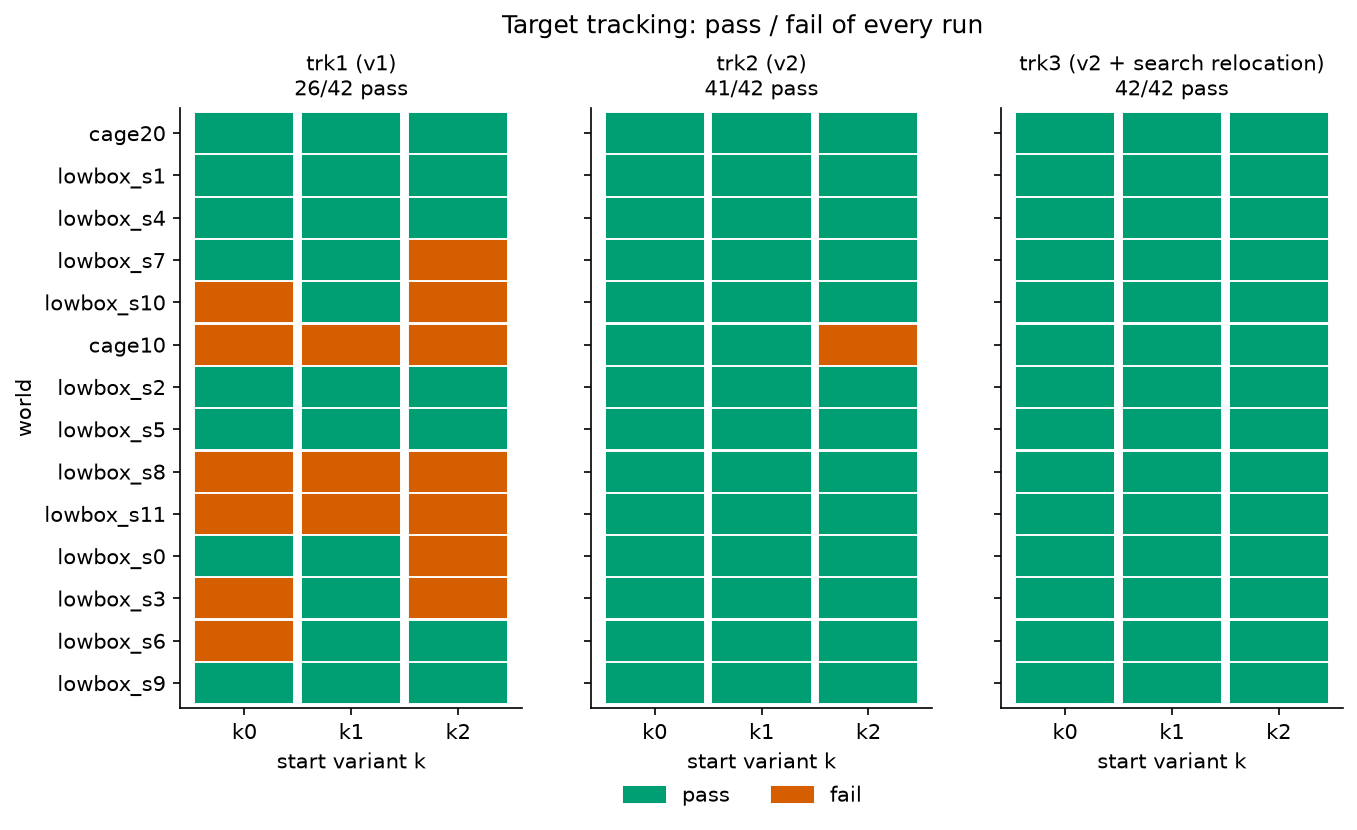 Target tracking: pass / fail of every run
trk1 (v1)
26/42 pass
trk2 (v2)
41/42 pass
trk3 (v2 + search relocation)
42/42 pass
world
cage20
lowbox_s1
lowbox_s4
lowbox_s7
lowbox_s10
cage10
lowbox_s2
lowbox_s5
lowbox_s8
lowbox_s11
lowbox_s0
lowbox_s3
lowbox_s6
lowbox_s9
k0 k1 k2
start variant k
k0 k1 k2
start variant k
k0 k1 k2
start variant k
pass fail